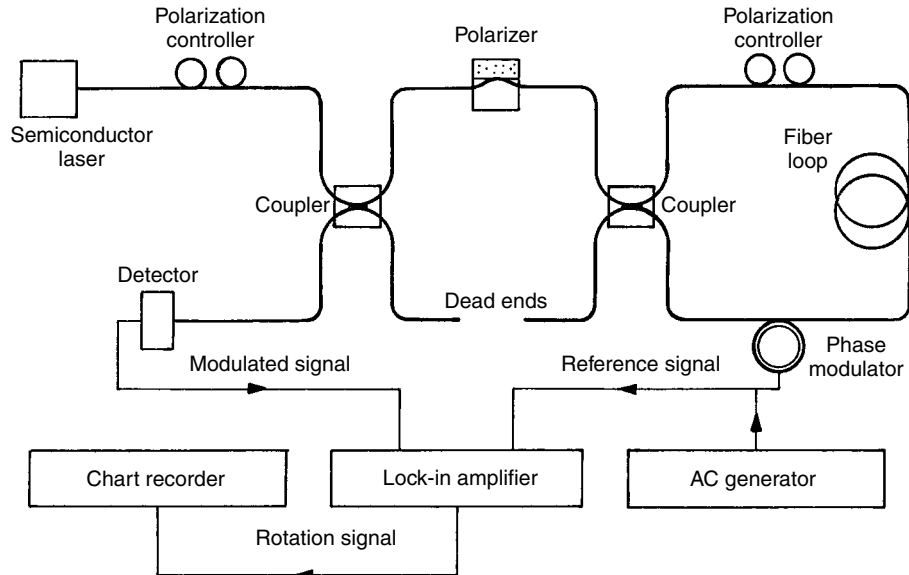 Polarization
controller
Polarizer
Polarization
controller
Semiconductor
laser
Fiber
loop
Coupler
Coupler
Detector
Dead ends
Modulated signal
Reference signal
Phase
modulator
Chart recorder
Lock-in amplifier
AC generator
Rotation signal